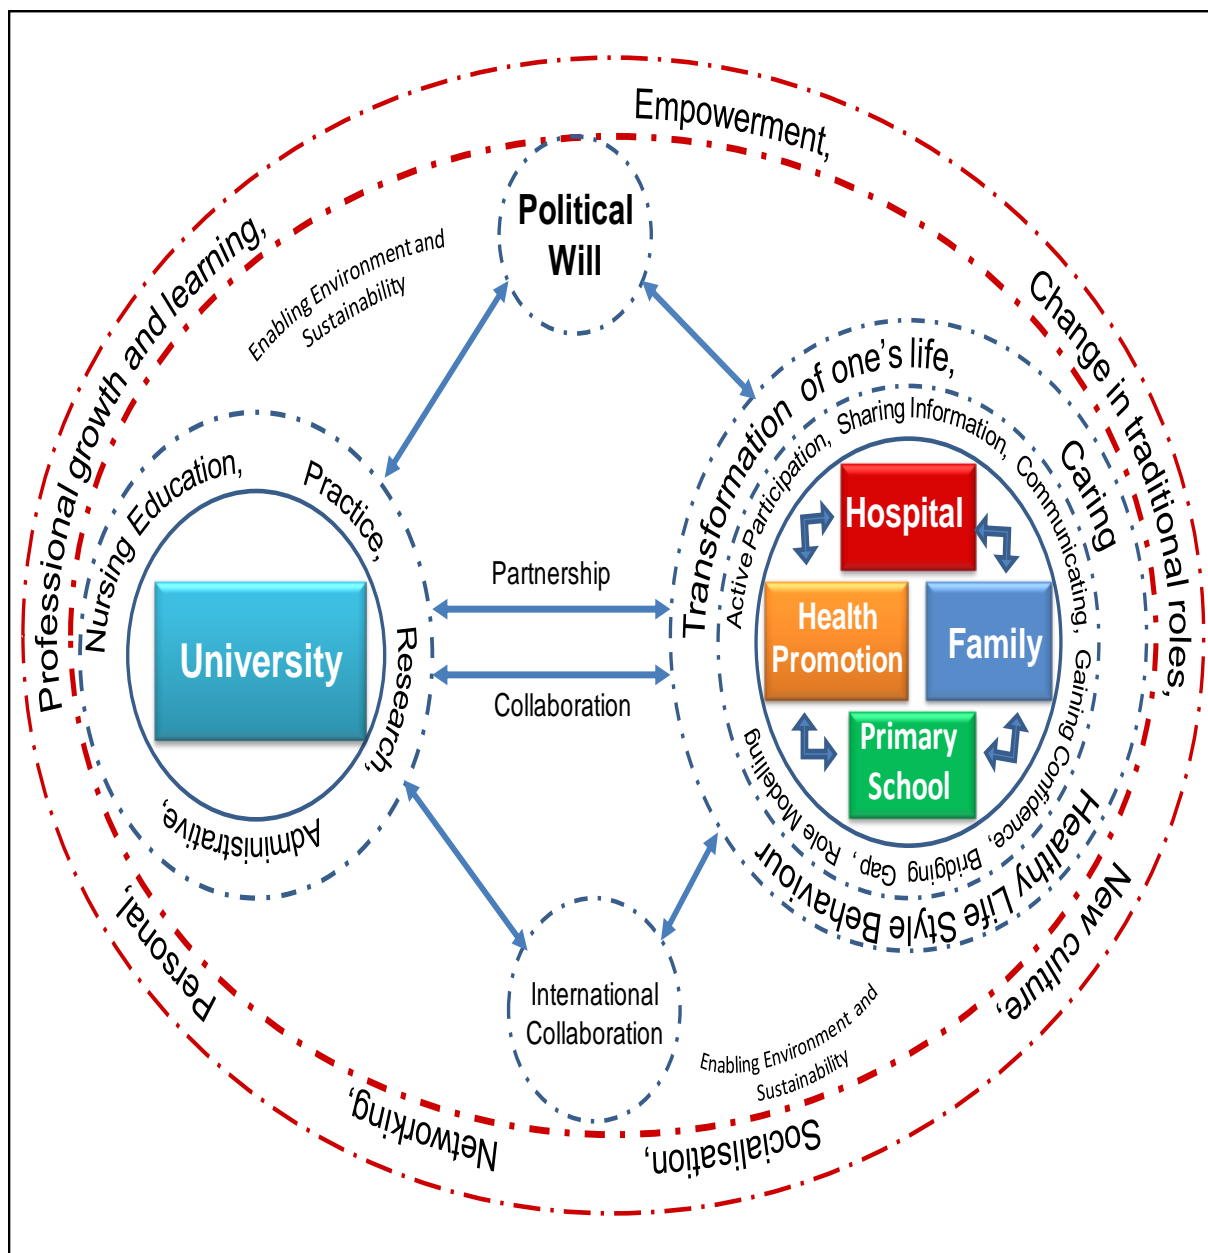 Empowerment,
Change in traditional roles,
New culture,
Socialisation,
Networking,
Personal,
Professional growth and learning,
Political
Will
Enabling Environment and
Sustainability
Nursing Education,
Practice,
Research,
Administrative,
University
Partnership
Collaboration
Transformation of one's life,
Caring
Healthy Life Style Behaviour
Active Participation, Sharing Information, Communicating, Gaining Confidence, Bridging Gap, Role Modelling
Hospital
Health
Promotion
Family
Primary
School
International
Collaboration
Enabling Environment and
Sustainability